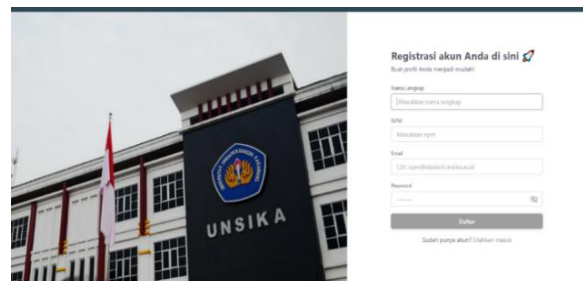 UNSIKA
Registrasi akun Anda di sini 🚀
Buat profil Anda menjadi mudah!
Nama Lengkap
Masukkan nama lengkap
NPM
Masukkan npm
Email
Password
Daftar
Sudah punya akun? Silahkan masuk